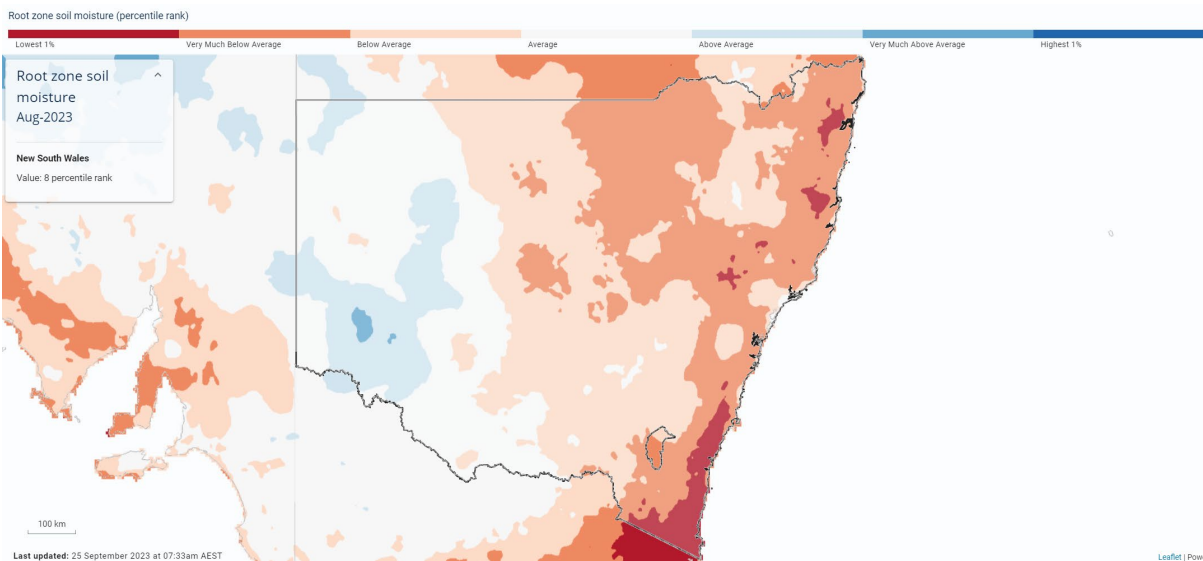 Root zone soil moisture (percentile rank)
Lowest 1% Very Much Below Average Below Average Average Above Average Very Much Above Average Highest 1%
Root zone soil
moisture
Aug-2023
New South Wales
Value: 8 percentile rank
100 km
Last updated: 25 September 2023 at 07:33am AEST
Leaflet | Pow